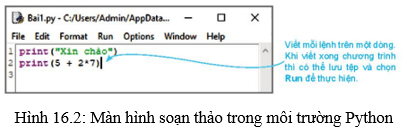 Bai1.py - C:/Users/Admin/AppData...
File Edit Format Run Options Window Help
1 print("Xin chào")
2 print(5 + 2*7)
3
Viết mỗi lệnh trên một dòng.
Khi viết xong chương trình
thì có thể lưu tệp và chọn
Run để thực hiện.
Hình 16.2: Màn hình soạn thảo trong môi trường Python